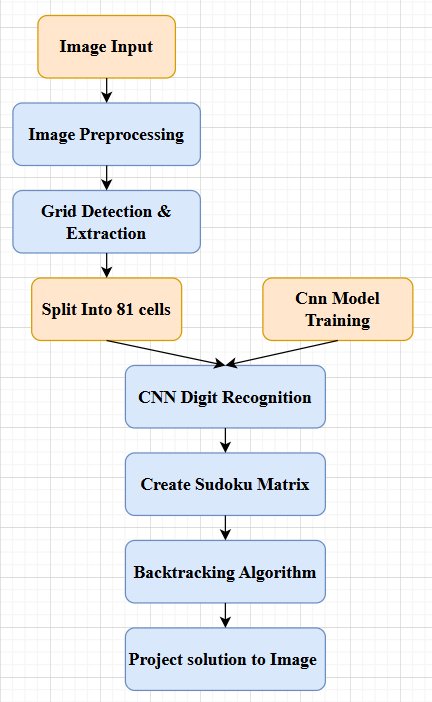 Image Input
Image Preprocessing
Grid Detection &
Extraction
Split Into 81 cells
Cnn Model
Training
CNN Digit Recognition
Create Sudoku Matrix
Backtracking Algorithm
Project solution to Image